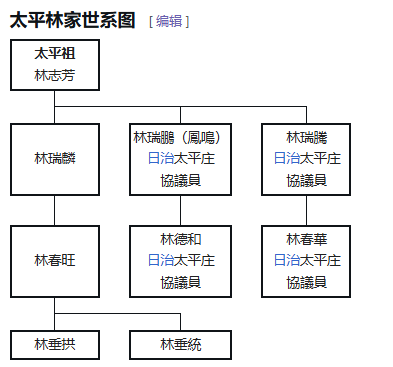 太平林家世系图 [ 编辑 ]
太平祖
林志芳
林瑞麟
林瑞鵬（鳳鳴）
日治太平庄
協議員
林瑞騰
日治太平庄
協議員
林春旺
林德和
日治太平庄
協議員
林春華
日治太平庄
協議員
林垂拱
林垂統